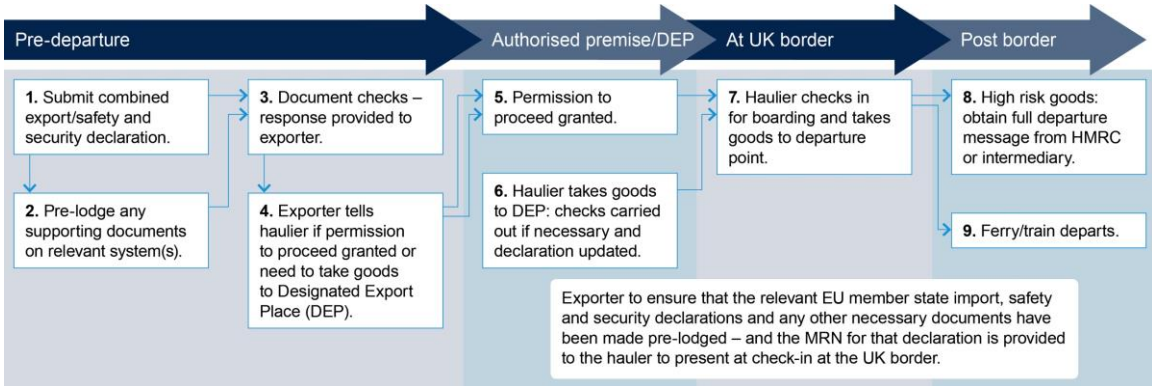 Pre-departure
Authorised premise/DEP
At UK border
Post border
1. Submit combined
export/safety and
security declaration.
2. Pre-lodge any
supporting documents
on relevant system(s).
3. Document checks –
response provided to
exporter.
4. Exporter tells
haulier if permission
to proceed granted or
need to take goods
to Designated Export
Place (DEP).
5. Permission to
proceed granted.
6. Haulier takes goods
to DEP: checks carried
out if necessary and
declaration updated.
7. Haulier checks in
for boarding and takes
goods to departure
point.
8. High risk goods:
obtain full departure
message from HMRC
or intermediary.
9. Ferry/train departs.
Exporter to ensure that the relevant EU member state import, safety
and security declarations and any other necessary documents have
been made pre-lodged – and the MRN for that declaration is provided
to the hauler to present at check-in at the UK border.